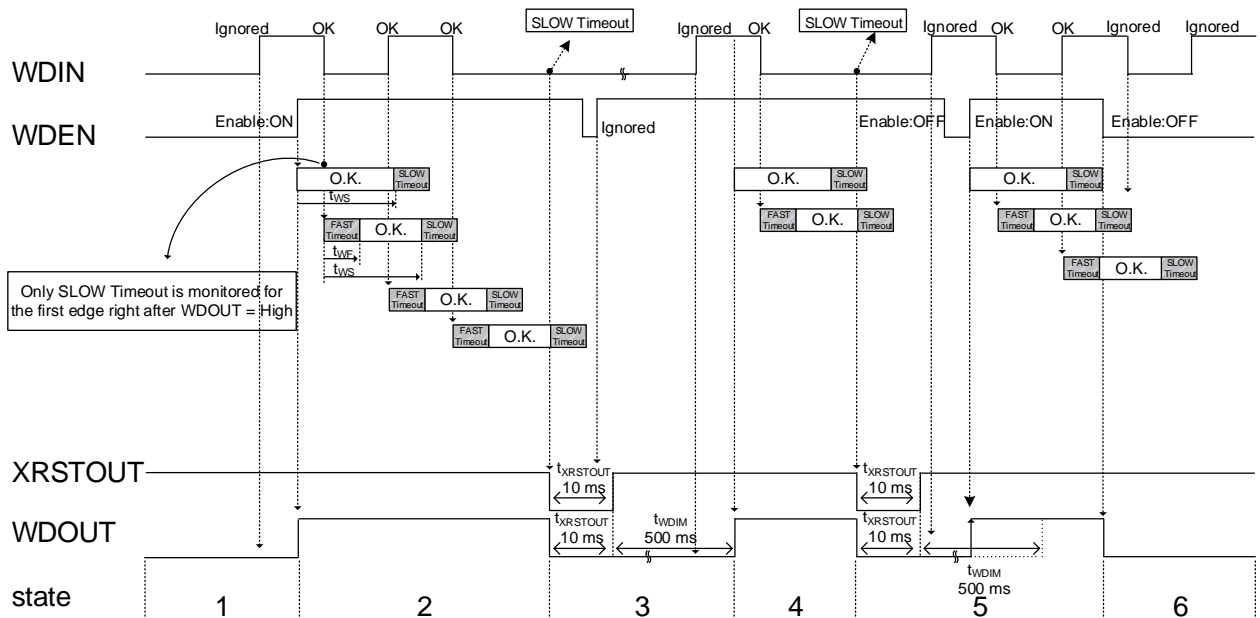 SLOW Timeout
SLOW Timeout
Ignored OK OK OK Ignored OK Ignored OK OK Ignored Ignored
WDIN
Enable:ON Ignored Enable:OFF Enable:ON Enable:OFF
WDEN
O.K. SLOW Timeout
O.K. SLOW Timeout
O.K. SLOW Timeout
tWS
FAST Timeout O.K. SLOW Timeout
FAST Timeout O.K. SLOW Timeout
FAST Timeout O.K. SLOW Timeout
tWF
tWS
FAST Timeout O.K. SLOW Timeout
Only SLOW Timeout is monitored for
the first edge right after WDOUT = High
FAST Timeout O.K. SLOW Timeout
FAST Timeout O.K. SLOW Timeout
XRSTOUT
tXRSTOUT
10 ms
tXRSTOUT
10 ms
WDOUT
tXRSTOUT
10 ms
tWDIM
500 ms
tXRSTOUT
10 ms
tWDIM
500 ms
state 1 2 3 4 5 6